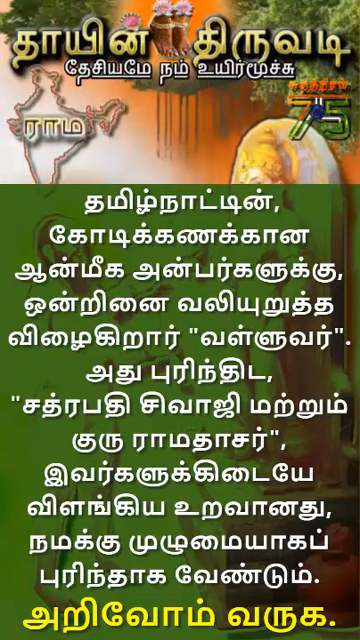 தாயின் திருவடி
தேசியமே நம் உயிர்மூச்சு
75
ராம
தமிழ்நாட்டின்,
கோடிக்கணக்கான
ஆன்மீக அன்பர்களுக்கு,
ஒன்றினை வலியுறுத்த
விழைகிறார் "வள்ளுவர்".
அது புரிந்திட,
"சத்ரபதி சிவாஜி மற்றும்
குரு ராமதாசர்",
இவர்களுக்கிடையே
விளங்கிய உறவானது,
நமக்கு முழுமையாகப்
புரிந்தாக வேண்டும்.
அறிவோம் வருக.